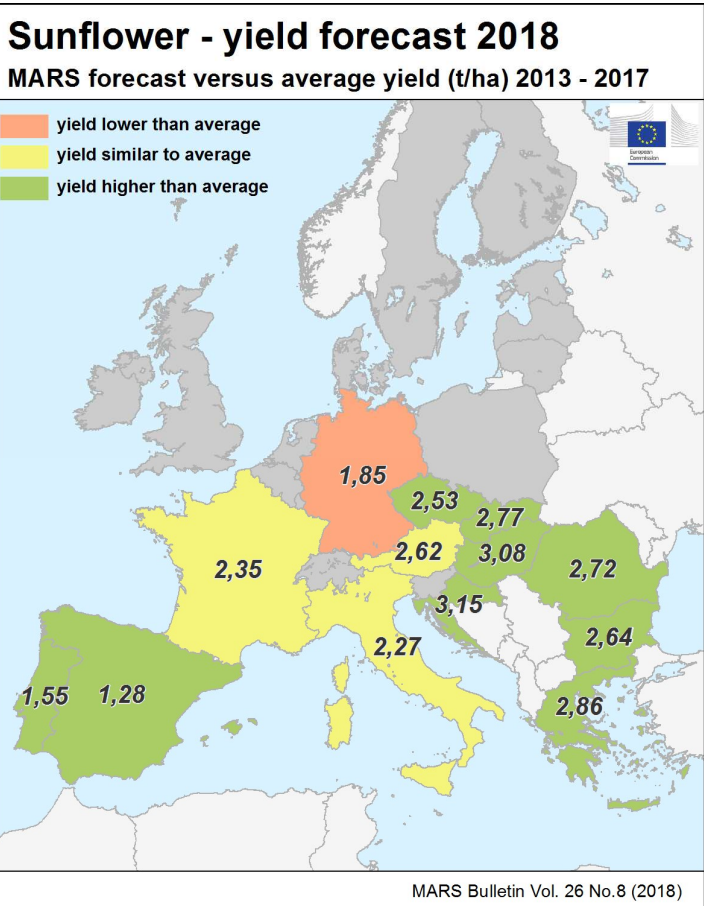 Sunflower - yield forecast 2018
MARS forecast versus average yield (t/ha) 2013 - 2017
yield lower than average
yield similar to average
yield higher than average
European
Commission
1,85
2,53
2,77
2,62
3,08
2,35
2,72
3,15
2,64
2,27
1,55
1,28
2,86
MARS Bulletin Vol. 26 No.8 (2018)